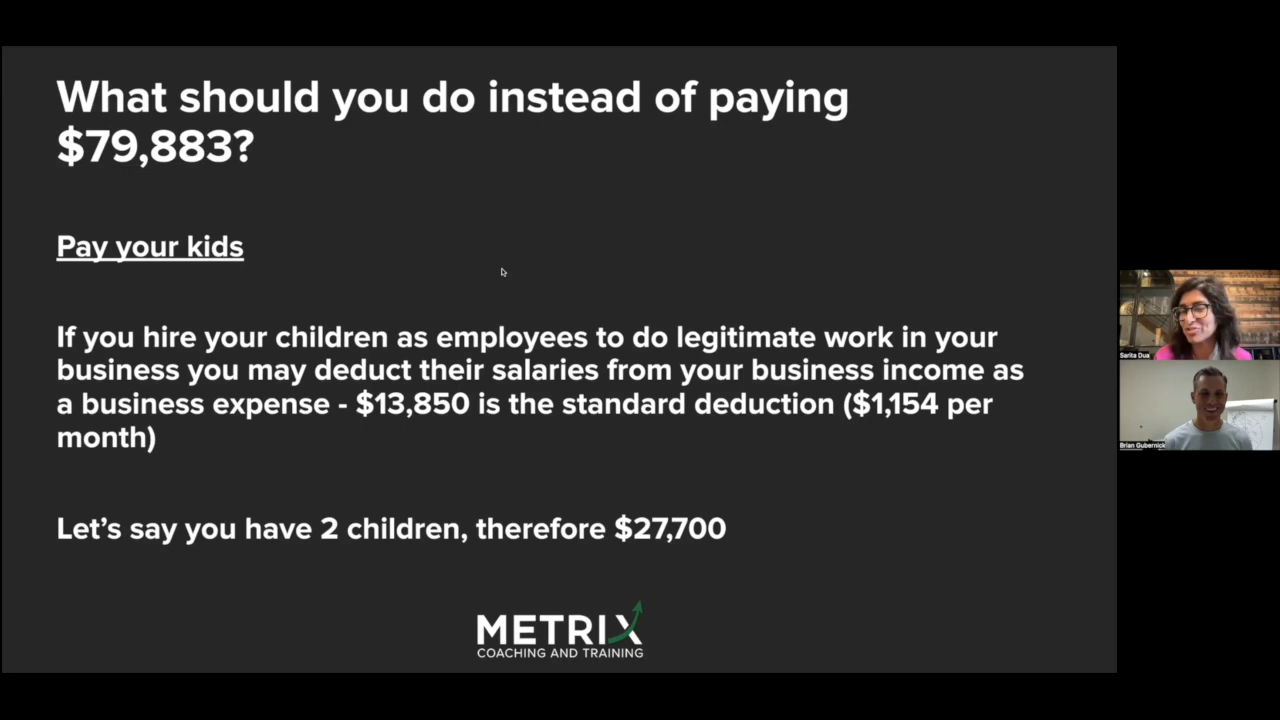 What should you do instead of paying
$79,883?
Pay your kids
If you hire your children as employees to do legitimate work in your
business you may deduct their salaries from your business income as
a business expense - $13,850 is the standard deduction ($1,154 per
month)
Let’s say you have 2 children, therefore $27,700
METRIX
COACHING AND TRAINING
Sarita Dua
Brian Gubernick